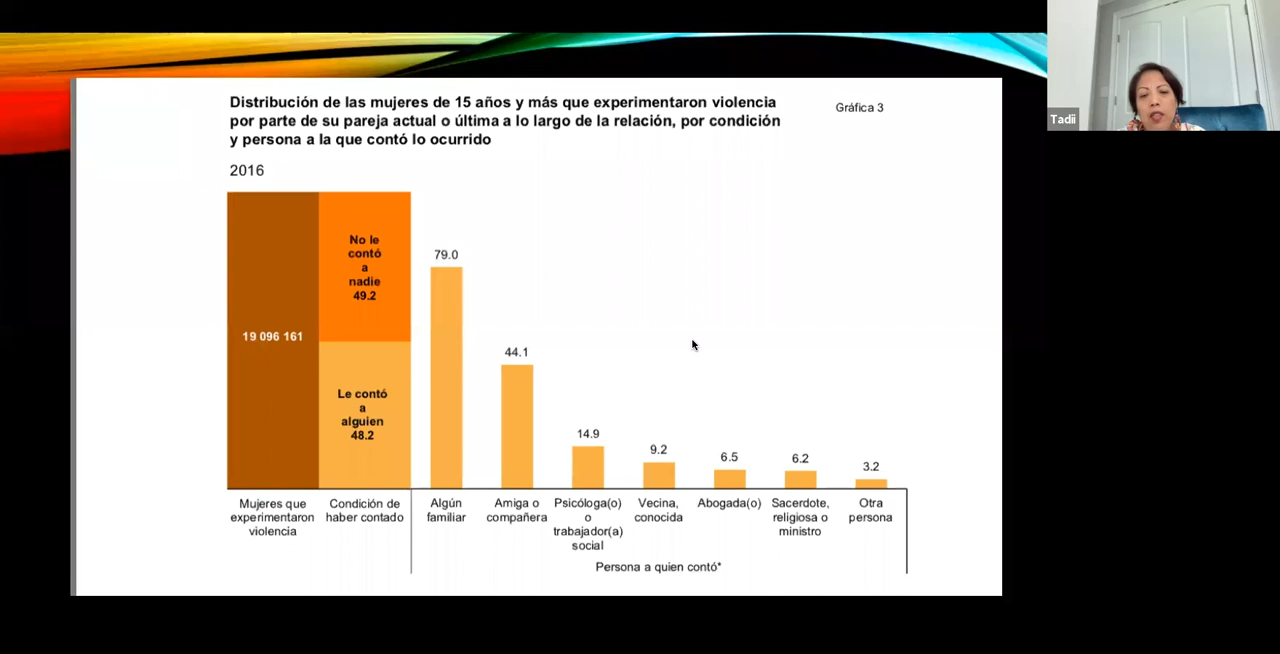 Distribución de las mujeres de 15 años y más que experimentaron violencia
por parte de su pareja actual o última a lo largo de la relación, por condición
y persona a la que contó lo ocurrido
Gráfica 3
2016
No le
contó
a
nadie
49.2
19 096 161
Le contó
a
alguien
48.2
79.0
44.1
14.9
9.2
6.5
6.2
3.2
Mujeres que
experimentaron
violencia
Condición de
haber contado
Algún
familiar
Amiga o
compañera
Psicóloga(o)
o
trabajador(a)
social
Vecina,
conocida
Abogada(o)
Sacerdote,
religiosa o
ministro
Otra
persona
Persona a quien contó*
Tadii